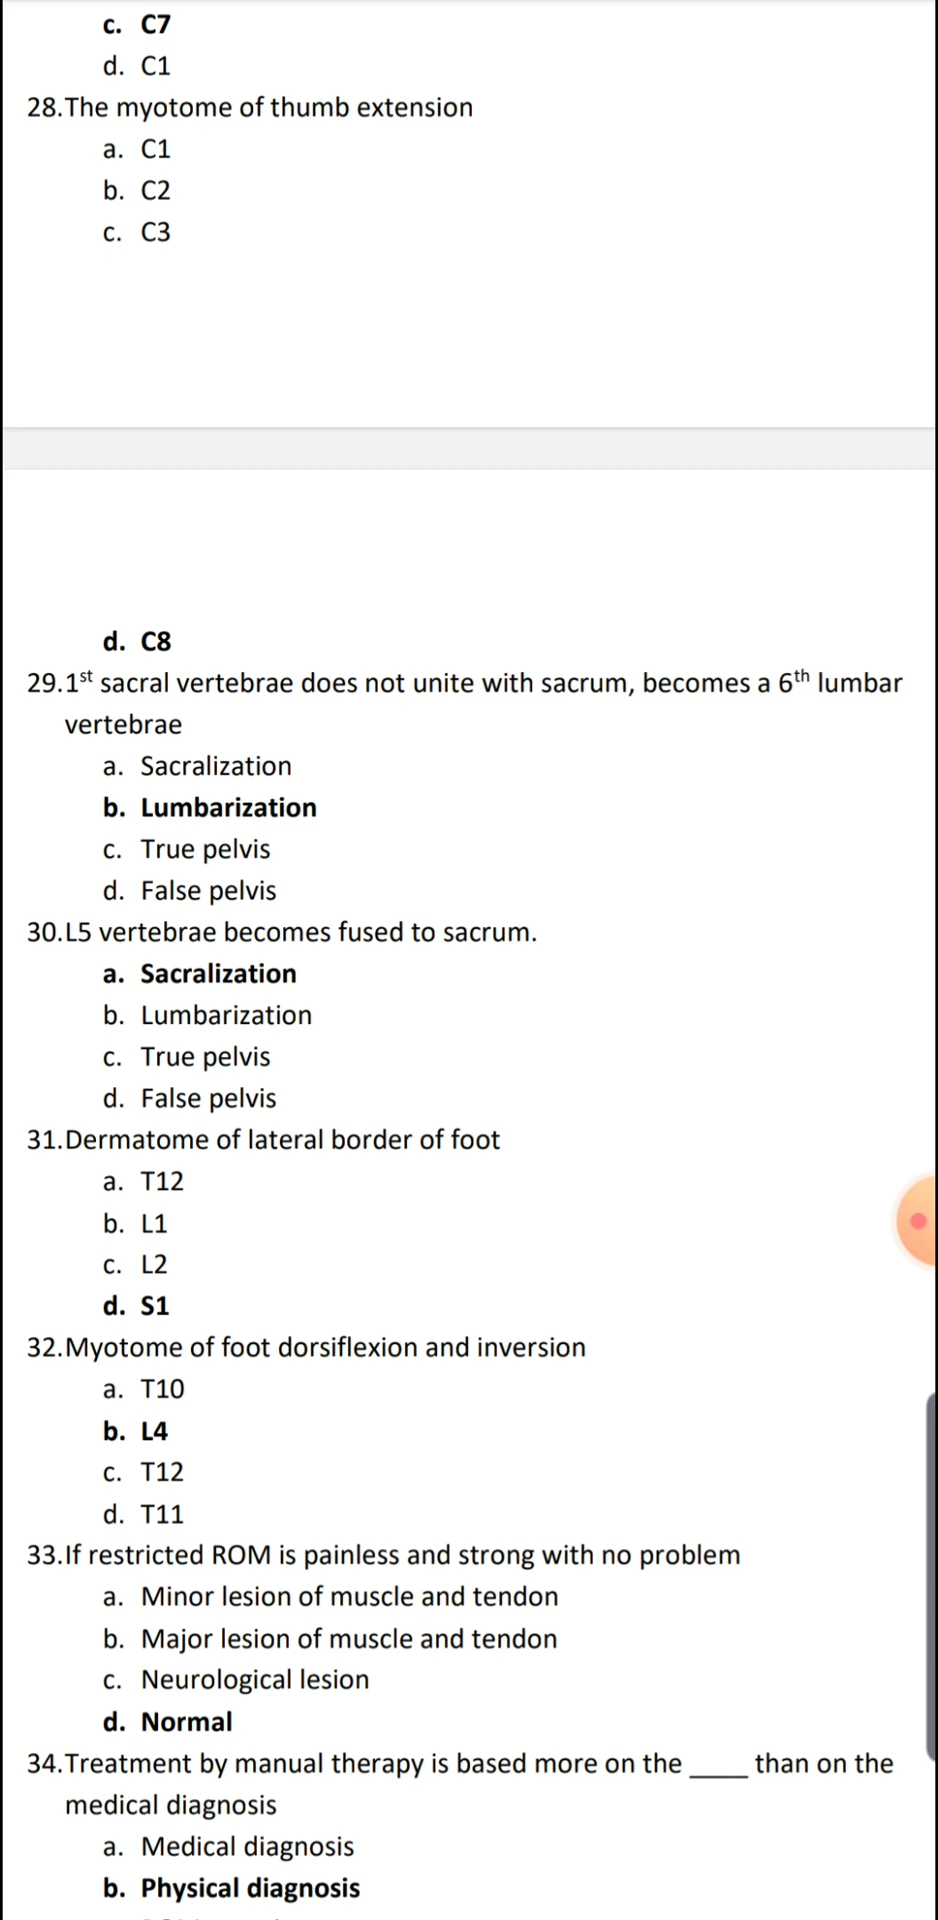 c. C7
d. C1
28.The myotome of thumb extension
a. C1
b. C2
c. C3
d. C8
29.1st sacral vertebrae does not unite with sacrum, becomes a 6th lumbar
vertebrae
a. Sacralization
b. Lumbarization
c. True pelvis
d. False pelvis
30.L5 vertebrae becomes fused to sacrum.
a. Sacralization
b. Lumbarization
c. True pelvis
d. False pelvis
31.Dermatome of lateral border of foot
a. T12
b. L1
c. L2
d. S1
32.Myotome of foot dorsiflexion and inversion
a. T10
b. L4
c. T12
d. T11
33.If restricted ROM is painless and strong with no problem
a. Minor lesion of muscle and tendon
b. Major lesion of muscle and tendon
c. Neurological lesion
d. Normal
34.Treatment by manual therapy is based more on the _____ than on the
medical diagnosis
a. Medical diagnosis
b. Physical diagnosis